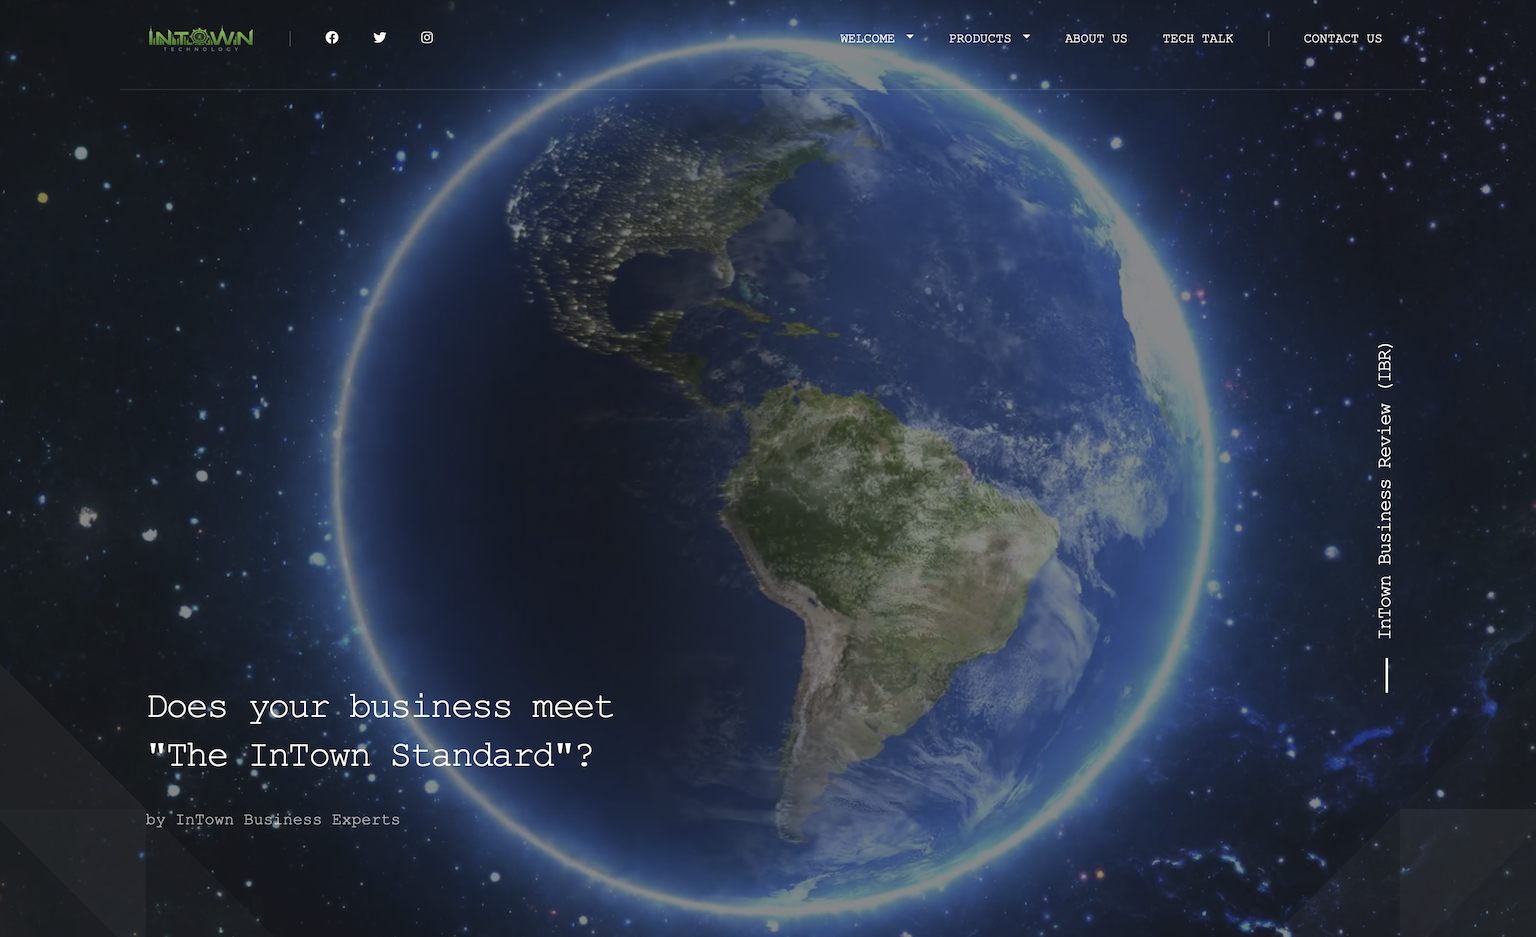 INTOWN
TECHNOLOGY
WELCOME
PRODUCTS
ABOUT US
TECH TALK
CONTACT US
InTown Business Review (IBR)
Does your business meet
"The InTown Standard"?
by InTown Business Experts